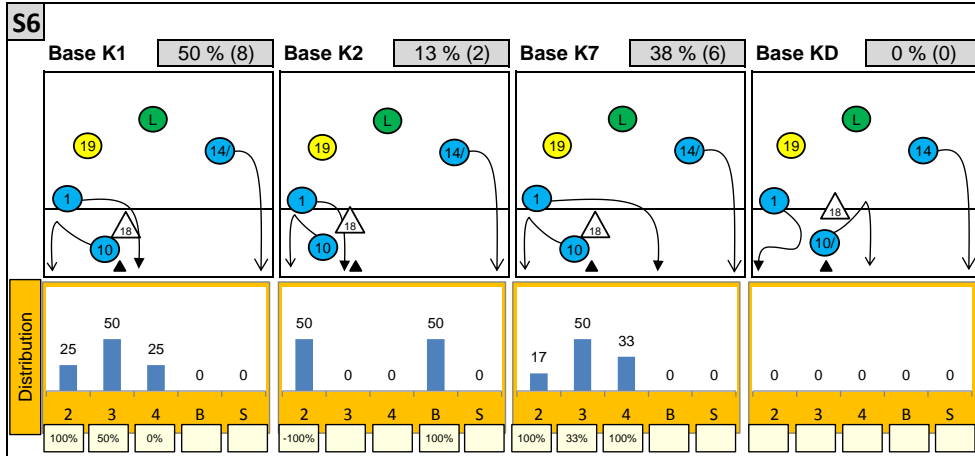 S6
Base K1 50 % (8) Base K2 13 % (2) Base K7 38 % (6) Base KD 0 % (0)
L L L L
19 14/ 19 14/ 19 14/ 19 14
1 1 1 1
18 18 18 18
10 10 10 10/
Distribution
25 50 25 0 0 50 0 0 50 0 17 50 33 0 0 0 0 0 0 0
2 3 4 B S 2 3 4 B S 2 3 4 B S 2 3 4 B S
100% 50% 0% -100% 100% 100% 33% 100%